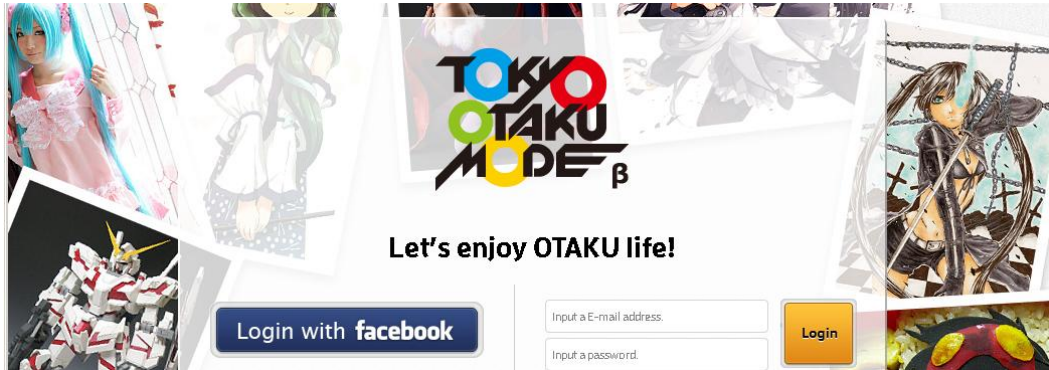 TOKYO
OTAKU
MODE β
Let's enjoy OTAKU life!
Login with facebook
Input a E-mail address.
Input a password.
Login